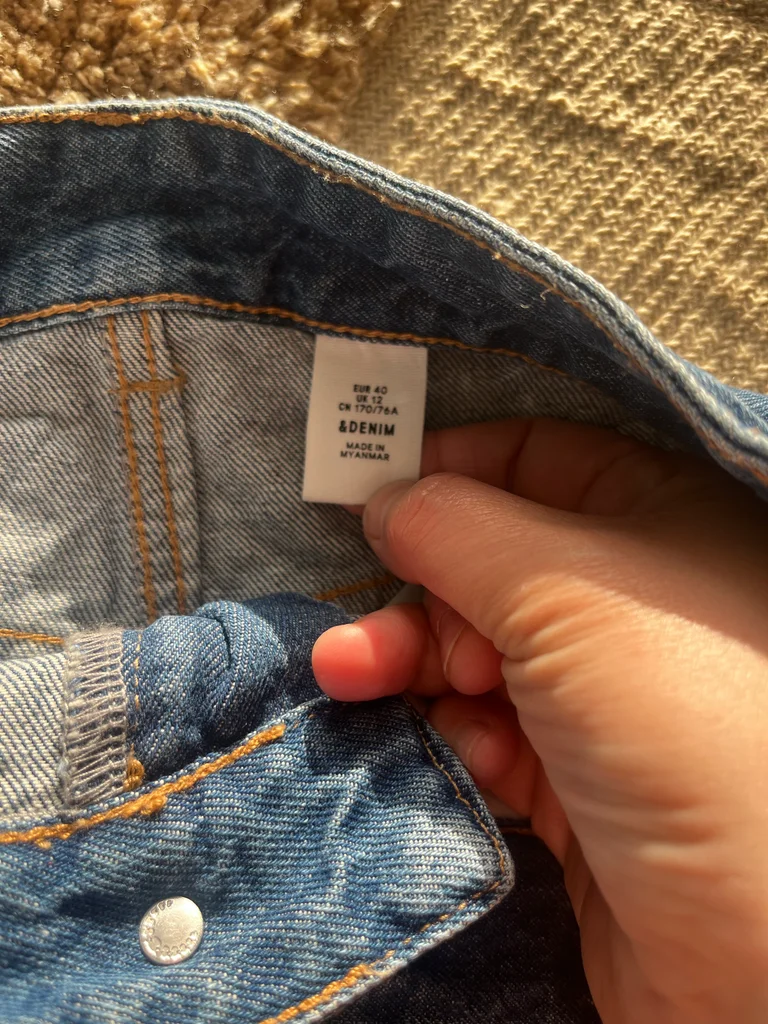 EUR 40
UK 12
CN 170/76A
&DENIM
MADE IN
MYANMAR